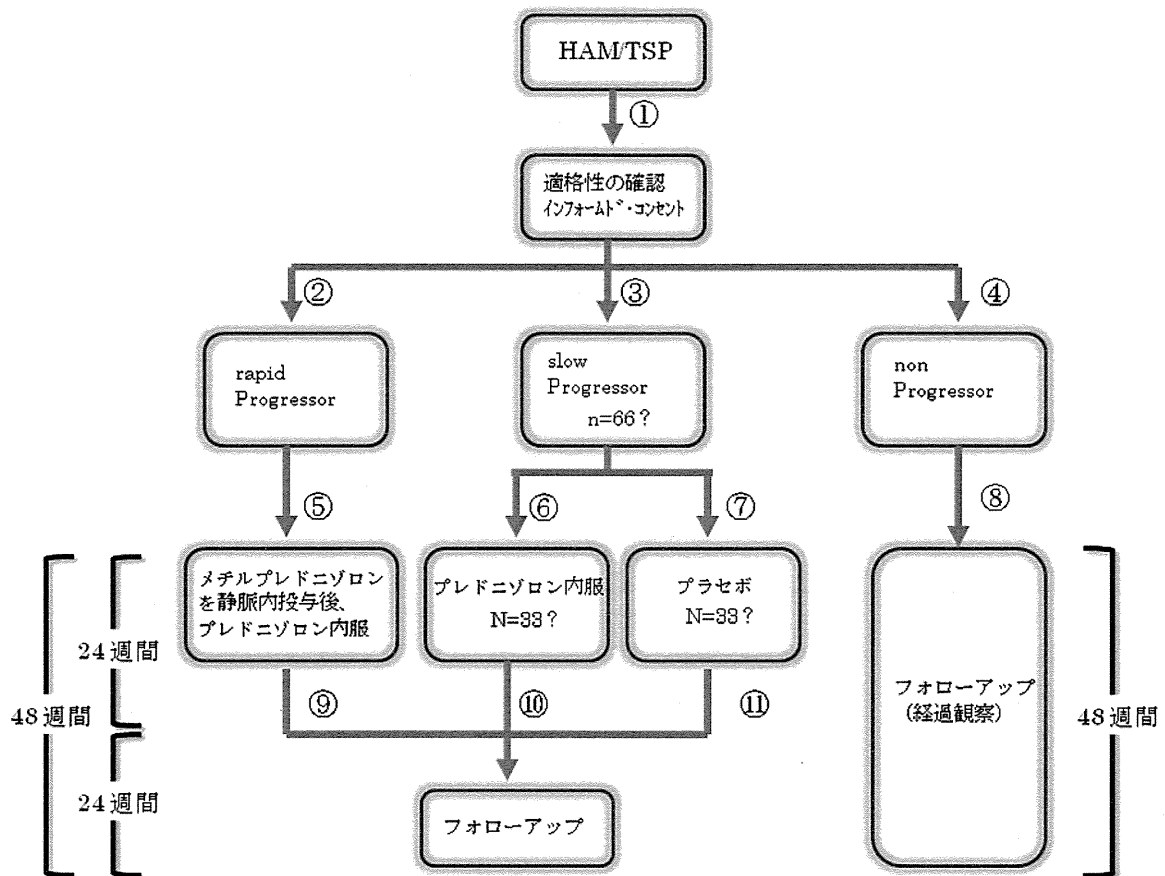 HAM/TSP
①
適格性の確認
インフォームド・コンセント
②
③
④
rapid
Progressor
slow
Progressor
n=66?
non
Progressor
⑤
⑥
⑦
⑧
メチルプレドニゾロン
を静脈内投与後、
プレドニゾロン内服
プレドニゾロン内服
N=33?
プラセボ
N=33?
24週間
48週間
⑨
⑩
⑪
フォローアップ
(経過観察)
48週間
24週間
フォローアップ